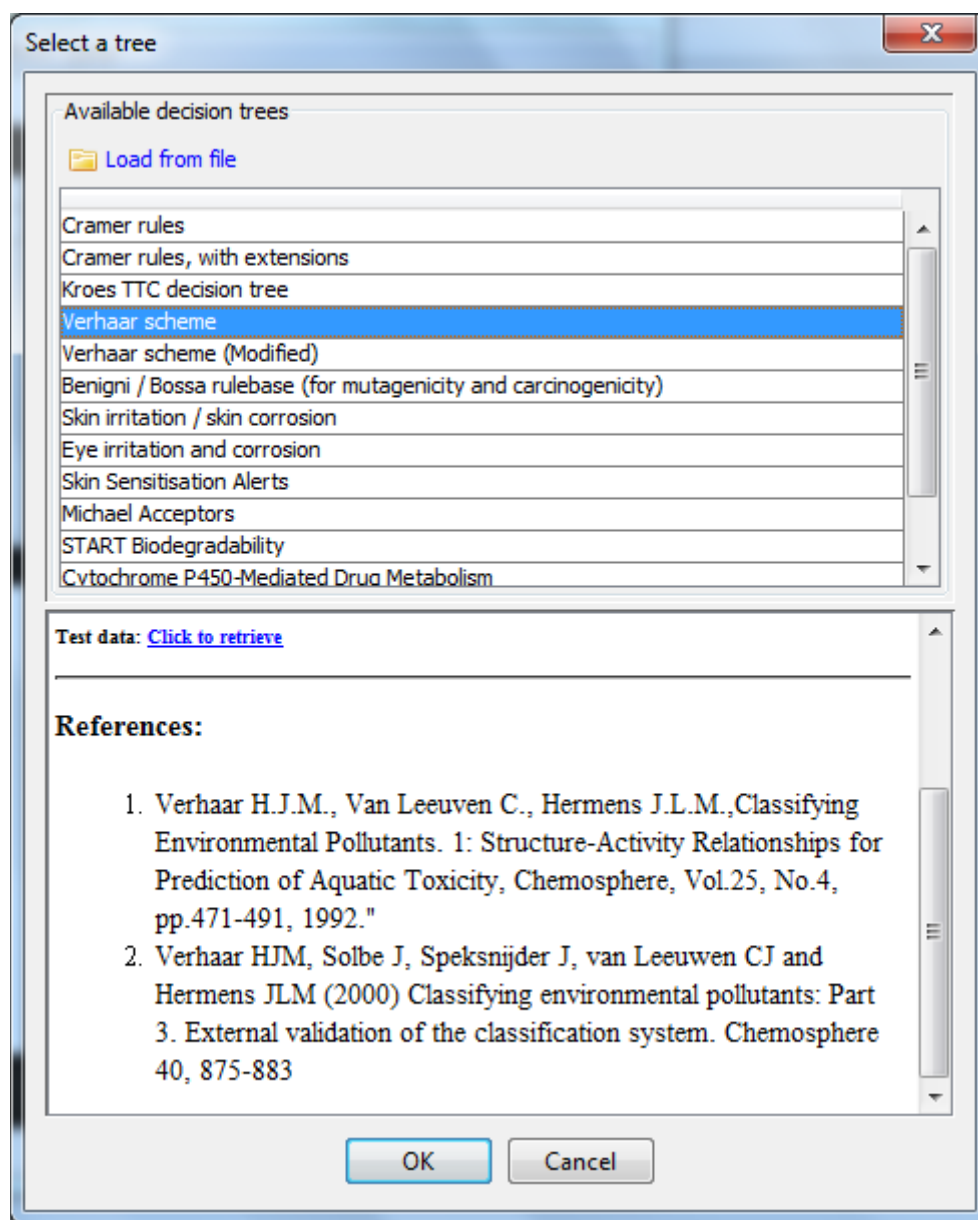 Select a tree
Available decision trees
Load from file
Cramer rules
Cramer rules, with extensions
Kroes TTC decision tree
Verhaar scheme
Verhaar scheme (Modified)
Benigni / Bossa rulebase (for mutagenicity and carcinogenicity)
Skin irritation / skin corrosion
Eye irritation and corrosion
Skin Sensitisation Alerts
Michael Acceptors
START Biodegradability
Cytochrome P450-Mediated Drug Metabolism
Test data: Click to retrieve
References:
1. Verhaar H.J.M., Van Leeuven C., Hermens J.L.M.,Classifying
Environmental Pollutants. 1: Structure-Activity Relationships for
Prediction of Aquatic Toxicity, Chemosphere, Vol.25, No.4,
pp.471-491, 1992."
2. Verhaar HJM, Solbe J, Speksnijder J, van Leeuwen CJ and
Hermens JLM (2000) Classifying environmental pollutants: Part
3. External validation of the classification system. Chemosphere
40, 875-883
OK
Cancel